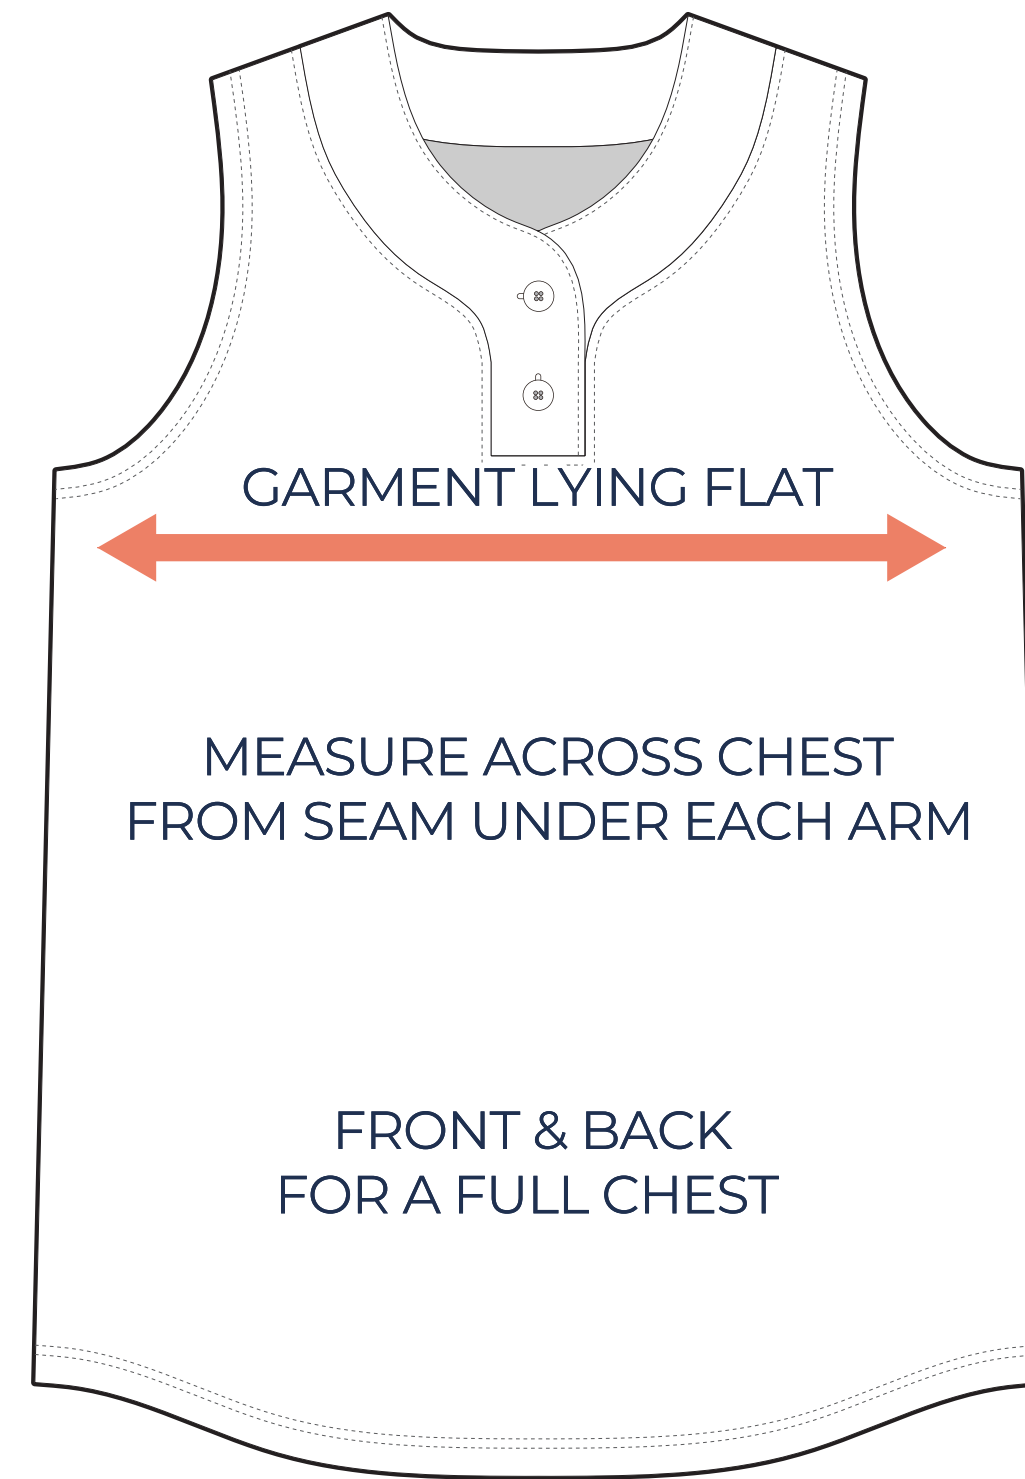 GARMENT LYING FLAT
MEASURE ACROSS CHEST
FROM SEAM UNDER EACH ARM
FRONT & BACK
FOR A FULL CHEST